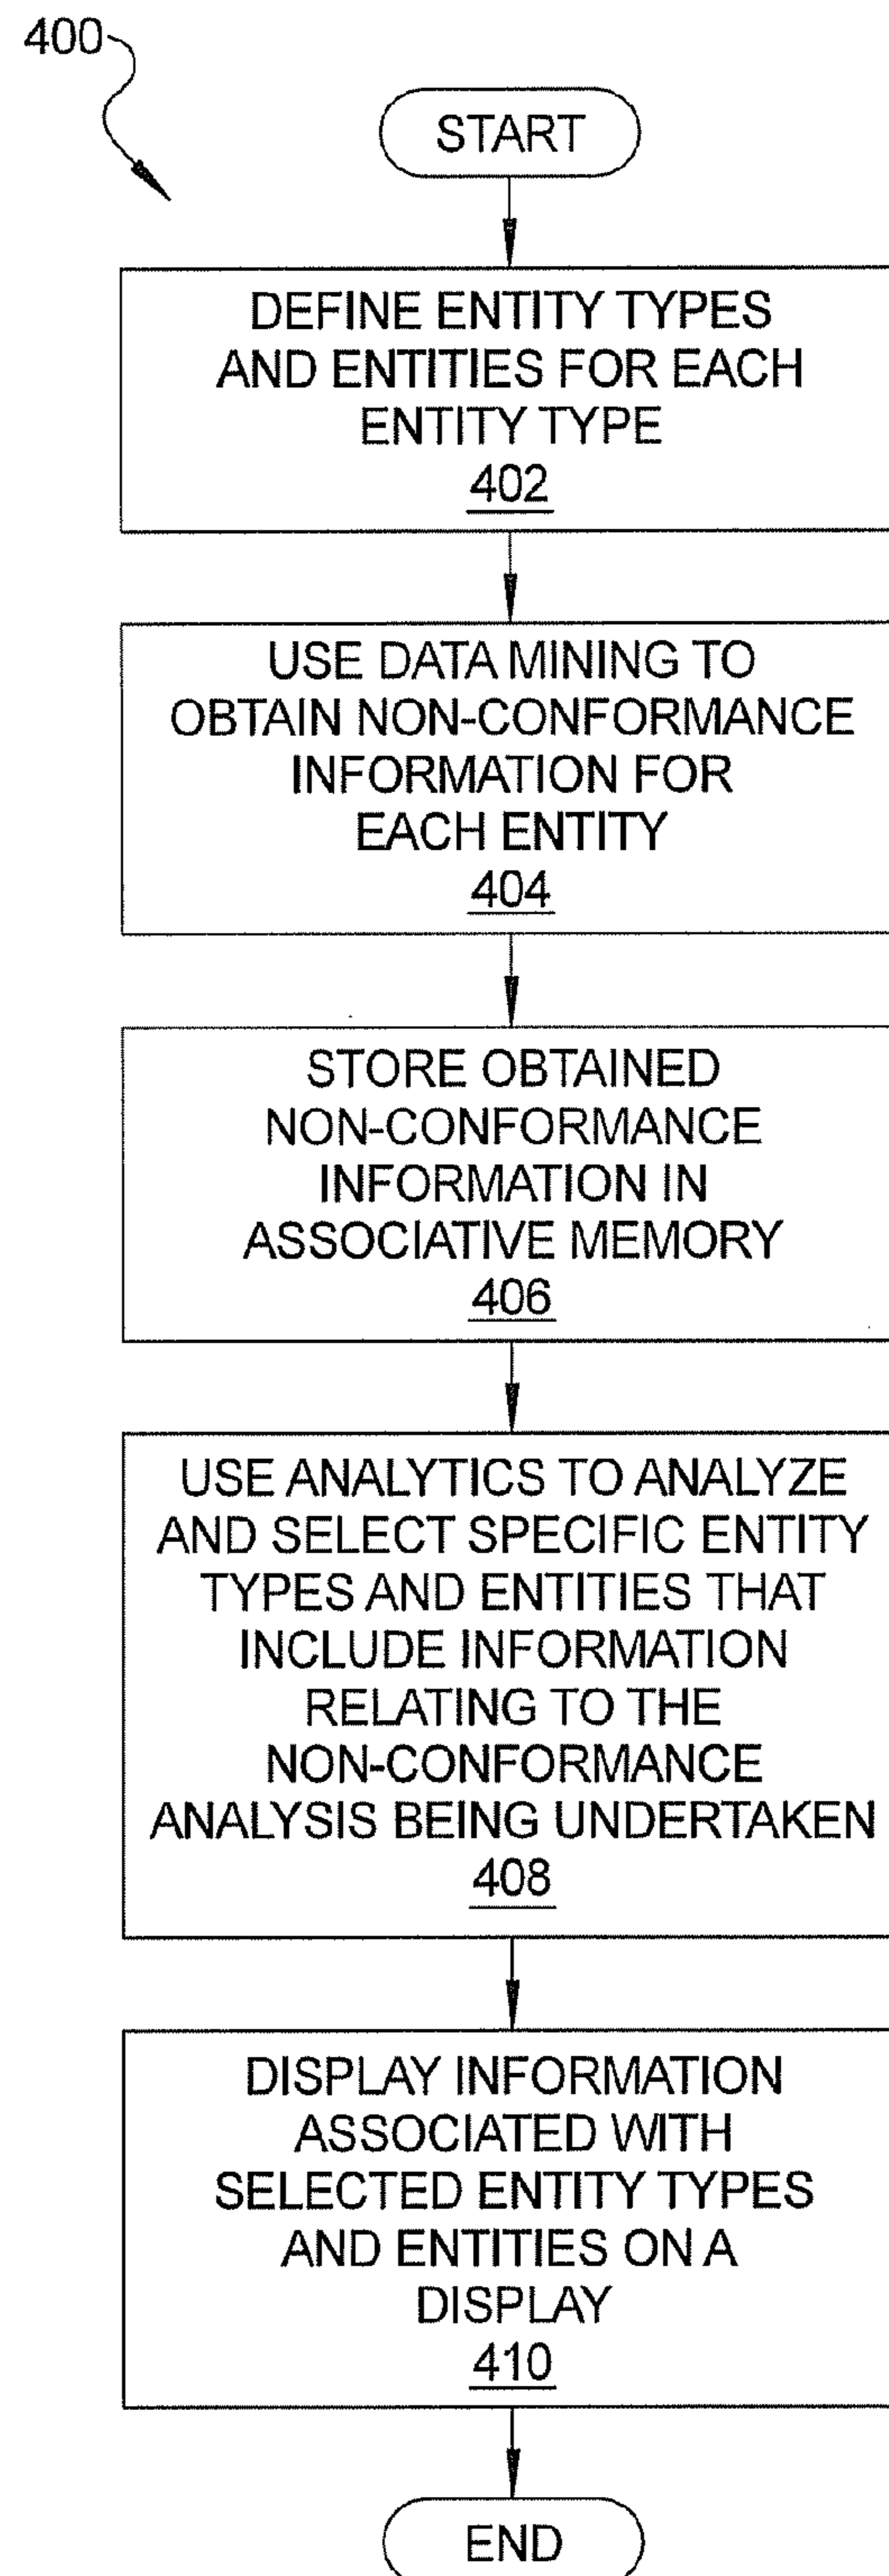 400
START
DEFINE ENTITY TYPES
AND ENTITIES FOR EACH
ENTITY TYPE
402
USE DATA MINING TO
OBTAIN NON-CONFORMANCE
INFORMATION FOR
EACH ENTITY
404
STORE OBTAINED
NON-CONFORMANCE
INFORMATION IN
ASSOCIATIVE MEMORY
406
USE ANALYTICS TO ANALYZE
AND SELECT SPECIFIC ENTITY
TYPES AND ENTITIES THAT
INCLUDE INFORMATION
RELATING TO THE
NON-CONFORMANCE
ANALYSIS BEING UNDERTAKEN
408
DISPLAY INFORMATION
ASSOCIATED WITH
SELECTED ENTITY TYPES
AND ENTITIES ON A
DISPLAY
410
END